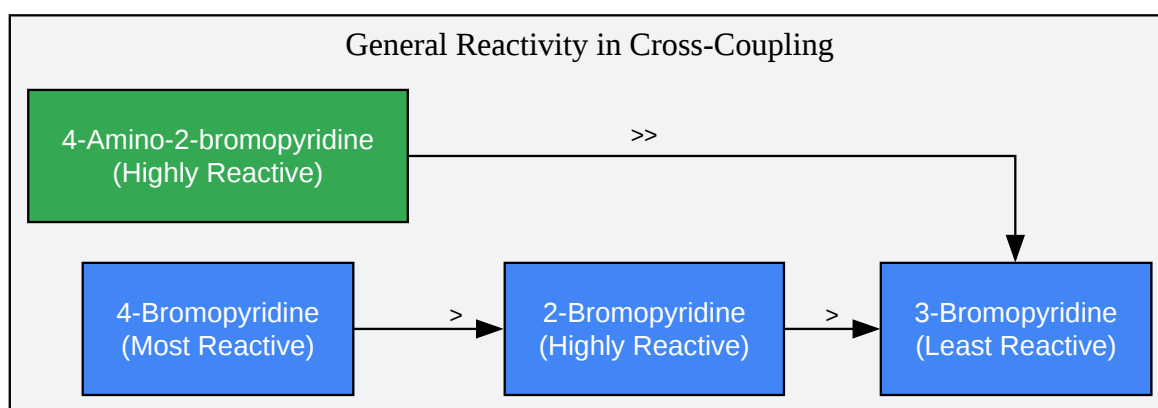 General Reactivity in Cross-Coupling
4-Amino-2-bromopyridine
(Highly Reactive)
>>
4-Bromopyridine
(Most Reactive)
>
2-Bromopyridine
(Highly Reactive)
>
3-Bromopyridine
(Least Reactive)